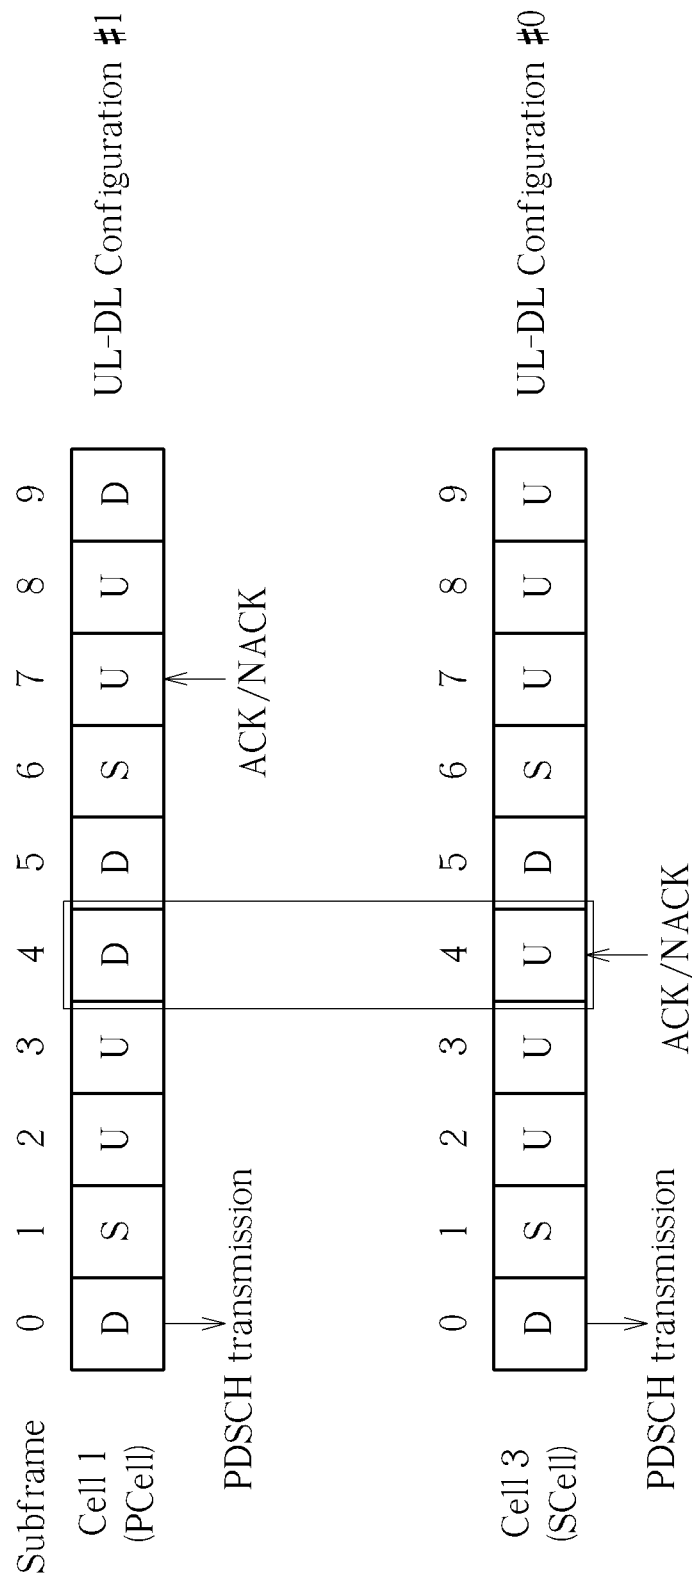 Subframe 0 1 2 3 4 5 6 7 8 9
Cell 1
(PCell)
D S U U D D S U U D
UL-DL Configuration #1
PDSCH transmission
ACK/NACK
0 1 2 3 4 5 6 7 8 9
Cell 3
(SCell)
D S U U U D S U U U
UL-DL Configuration #0
PDSCH transmission
ACK/NACK